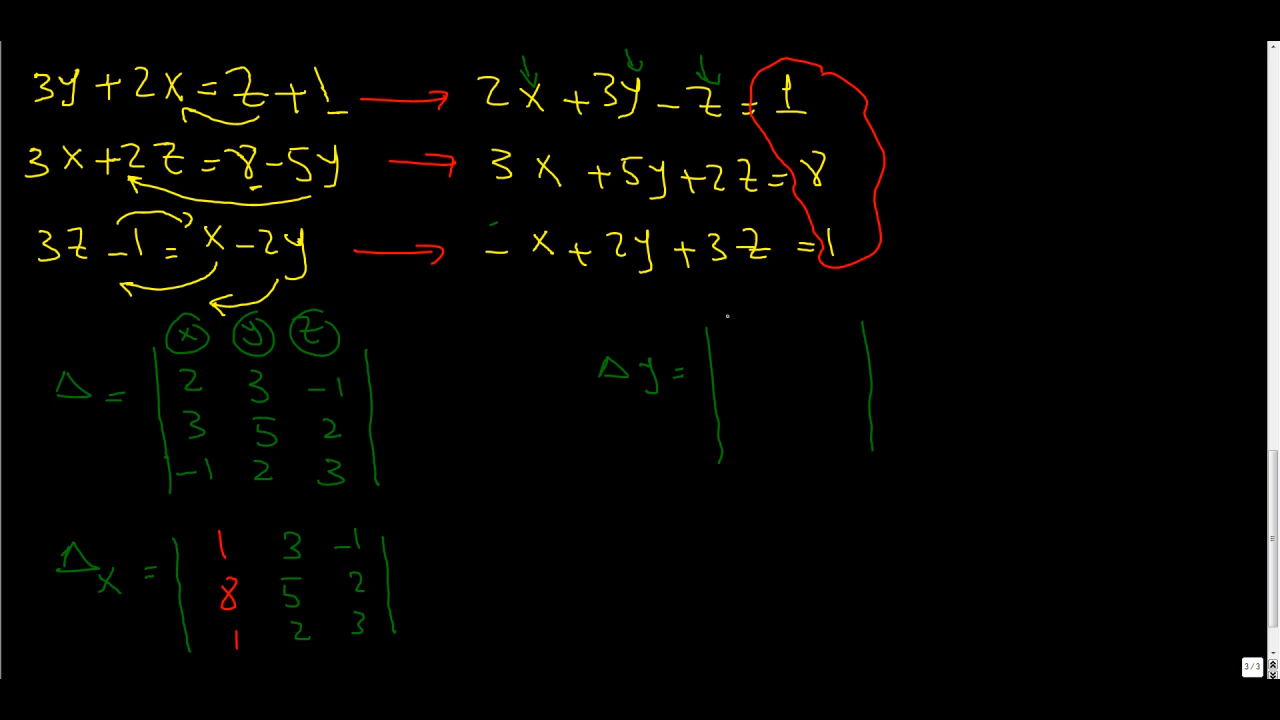 3y + 2x = z + 1 → 2x + 3y - z = 1
3x + 2z = 8 - 5y → 3x + 5y + 2z = 8
3z - 1 = x - 2y → - x + 2y + 3z = 1
x y z
Δ = | 2 3 -1 |
3 5 2
-1 2 3
Δy = | |
Δx = | 1 3 -1 |
8 5 2
1 2 3
3/3